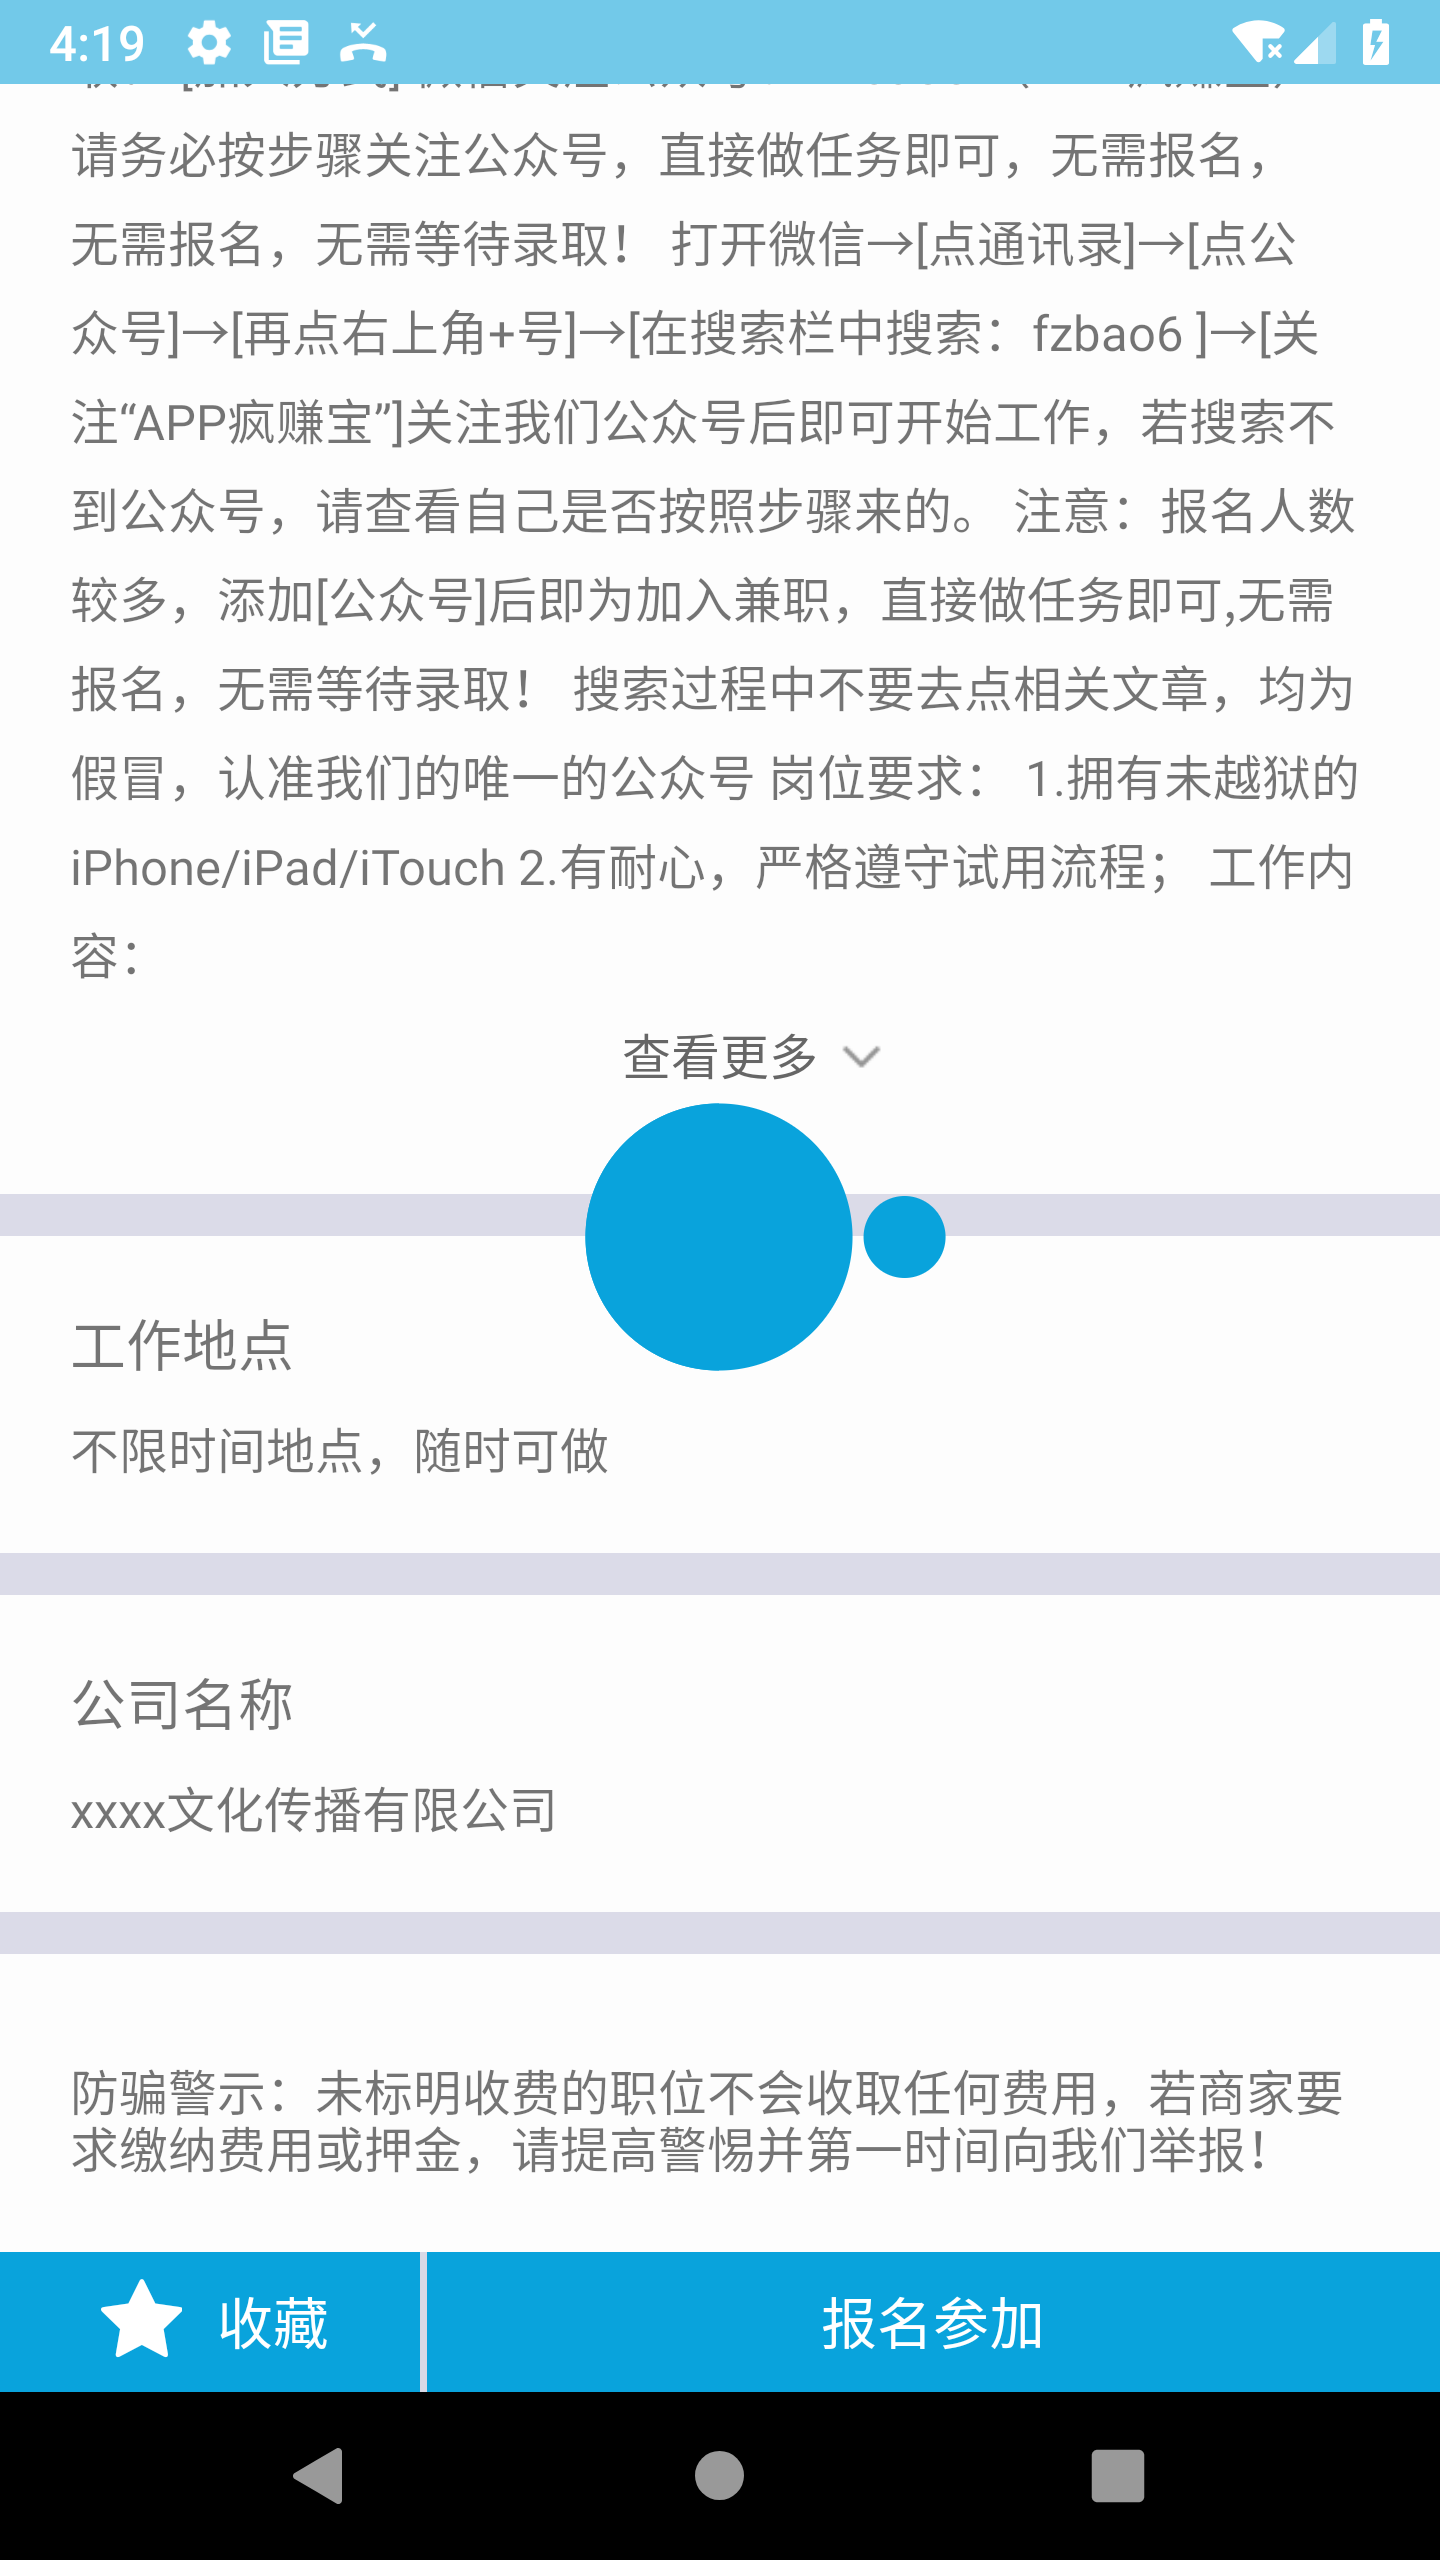 4:19
请务必按步骤关注公众号，直接做任务即可，无需报名，
无需报名，无需等待录取！ 打开微信→[点通讯录]→[点公
众号]→[再点右上角+号]→[在搜索栏中搜索：fzbao6 ]→[关
注“APP疯赚宝”]关注我们公众号后即可开始工作，若搜索不
到公众号，请查看自己是否按照步骤来的。 注意：报名人数
较多，添加[公众号]后即为加入兼职，直接做任务即可,无需
报名，无需等待录取！ 搜索过程中不要去点相关文章，均为
假冒，认准我们的唯一的公众号 岗位要求： 1.拥有未越狱的
iPhone/iPad/iTouch 2.有耐心，严格遵守试用流程； 工作内
容：
查看更多
工作地点
不限时间地点，随时可做
公司名称
xxxx文化传播有限公司
防骗警示：未标明收费的职位不会收取任何费用，若商家要
求缴纳费用或押金，请提高警惕并第一时间向我们举报！
收藏
报名参加